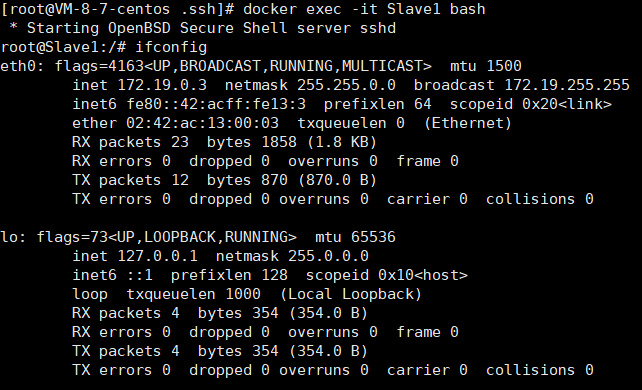 [root@VM-8-7-centos .ssh]# docker exec -it Slave1 bash
 * Starting OpenBSD Secure Shell server sshd
root@Slave1:/# ifconfig
eth0: flags=4163<UP,BROADCAST,RUNNING,MULTICAST>  mtu 1500
        inet 172.19.0.3  netmask 255.255.0.0  broadcast 172.19.255.255
        inet6 fe80::42:acff:fe13:3  prefixlen 64  scopeid 0x20<link>
        ether 02:42:ac:13:00:03  txqueuelen 0  (Ethernet)
        RX packets 23  bytes 1858 (1.8 KB)
        RX errors 0  dropped 0  overruns 0  frame 0
        TX packets 12  bytes 870 (870.0 B)
        TX errors 0  dropped 0 overruns 0  carrier 0  collisions 0

lo: flags=73<UP,LOOPBACK,RUNNING>  mtu 65536
        inet 127.0.0.1  netmask 255.0.0.0
        inet6 ::1  prefixlen 128  scopeid 0x10<host>
        loop  txqueuelen 1000  (Local Loopback)
        RX packets 4  bytes 354 (354.0 B)
        RX errors 0  dropped 0  overruns 0  frame 0
        TX packets 4  bytes 354 (354.0 B)
        TX errors 0  dropped 0 overruns 0  carrier 0  collisions 0